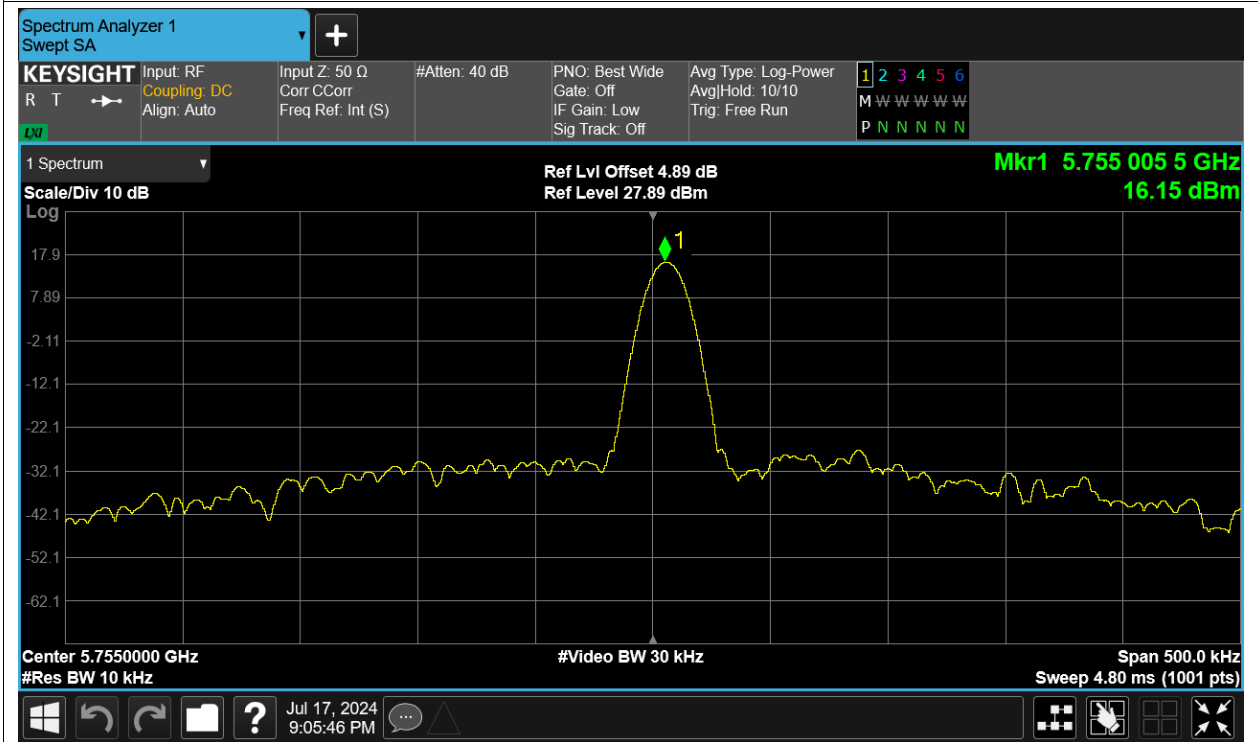 Spectrum Analyzer 1
Swept SA
+
KEYSIGHT
R T
LXI
Input: RF
Coupling: DC
Align: Auto
Input Z: 50 Ω
Corr CCorr
Freq Ref: Int (S)
#Atten: 40 dB
PNO: Best Wide
Gate: Off
IF Gain: Low
Sig Track: Off
Avg Type: Log-Power
Avg|Hold: 10/10
Trig: Free Run
1 2 3 4 5 6
M W W W W W
P N N N N N
1 Spectrum
Scale/Div 10 dB
Log
Ref Lvl Offset 4.89 dB
Ref Level 27.89 dBm
Mkr1 5.755 005 5 GHz
16.15 dBm
1
17.9
7.89
-2.11
-12.1
-22.1
-32.1
-42.1
-52.1
-62.1
Center 5.7550000 GHz
#Res BW 10 kHz
#Video BW 30 kHz
Span 500.0 kHz
Sweep 4.80 ms (1001 pts)
?
Jul 17, 2024
9:05:46 PM